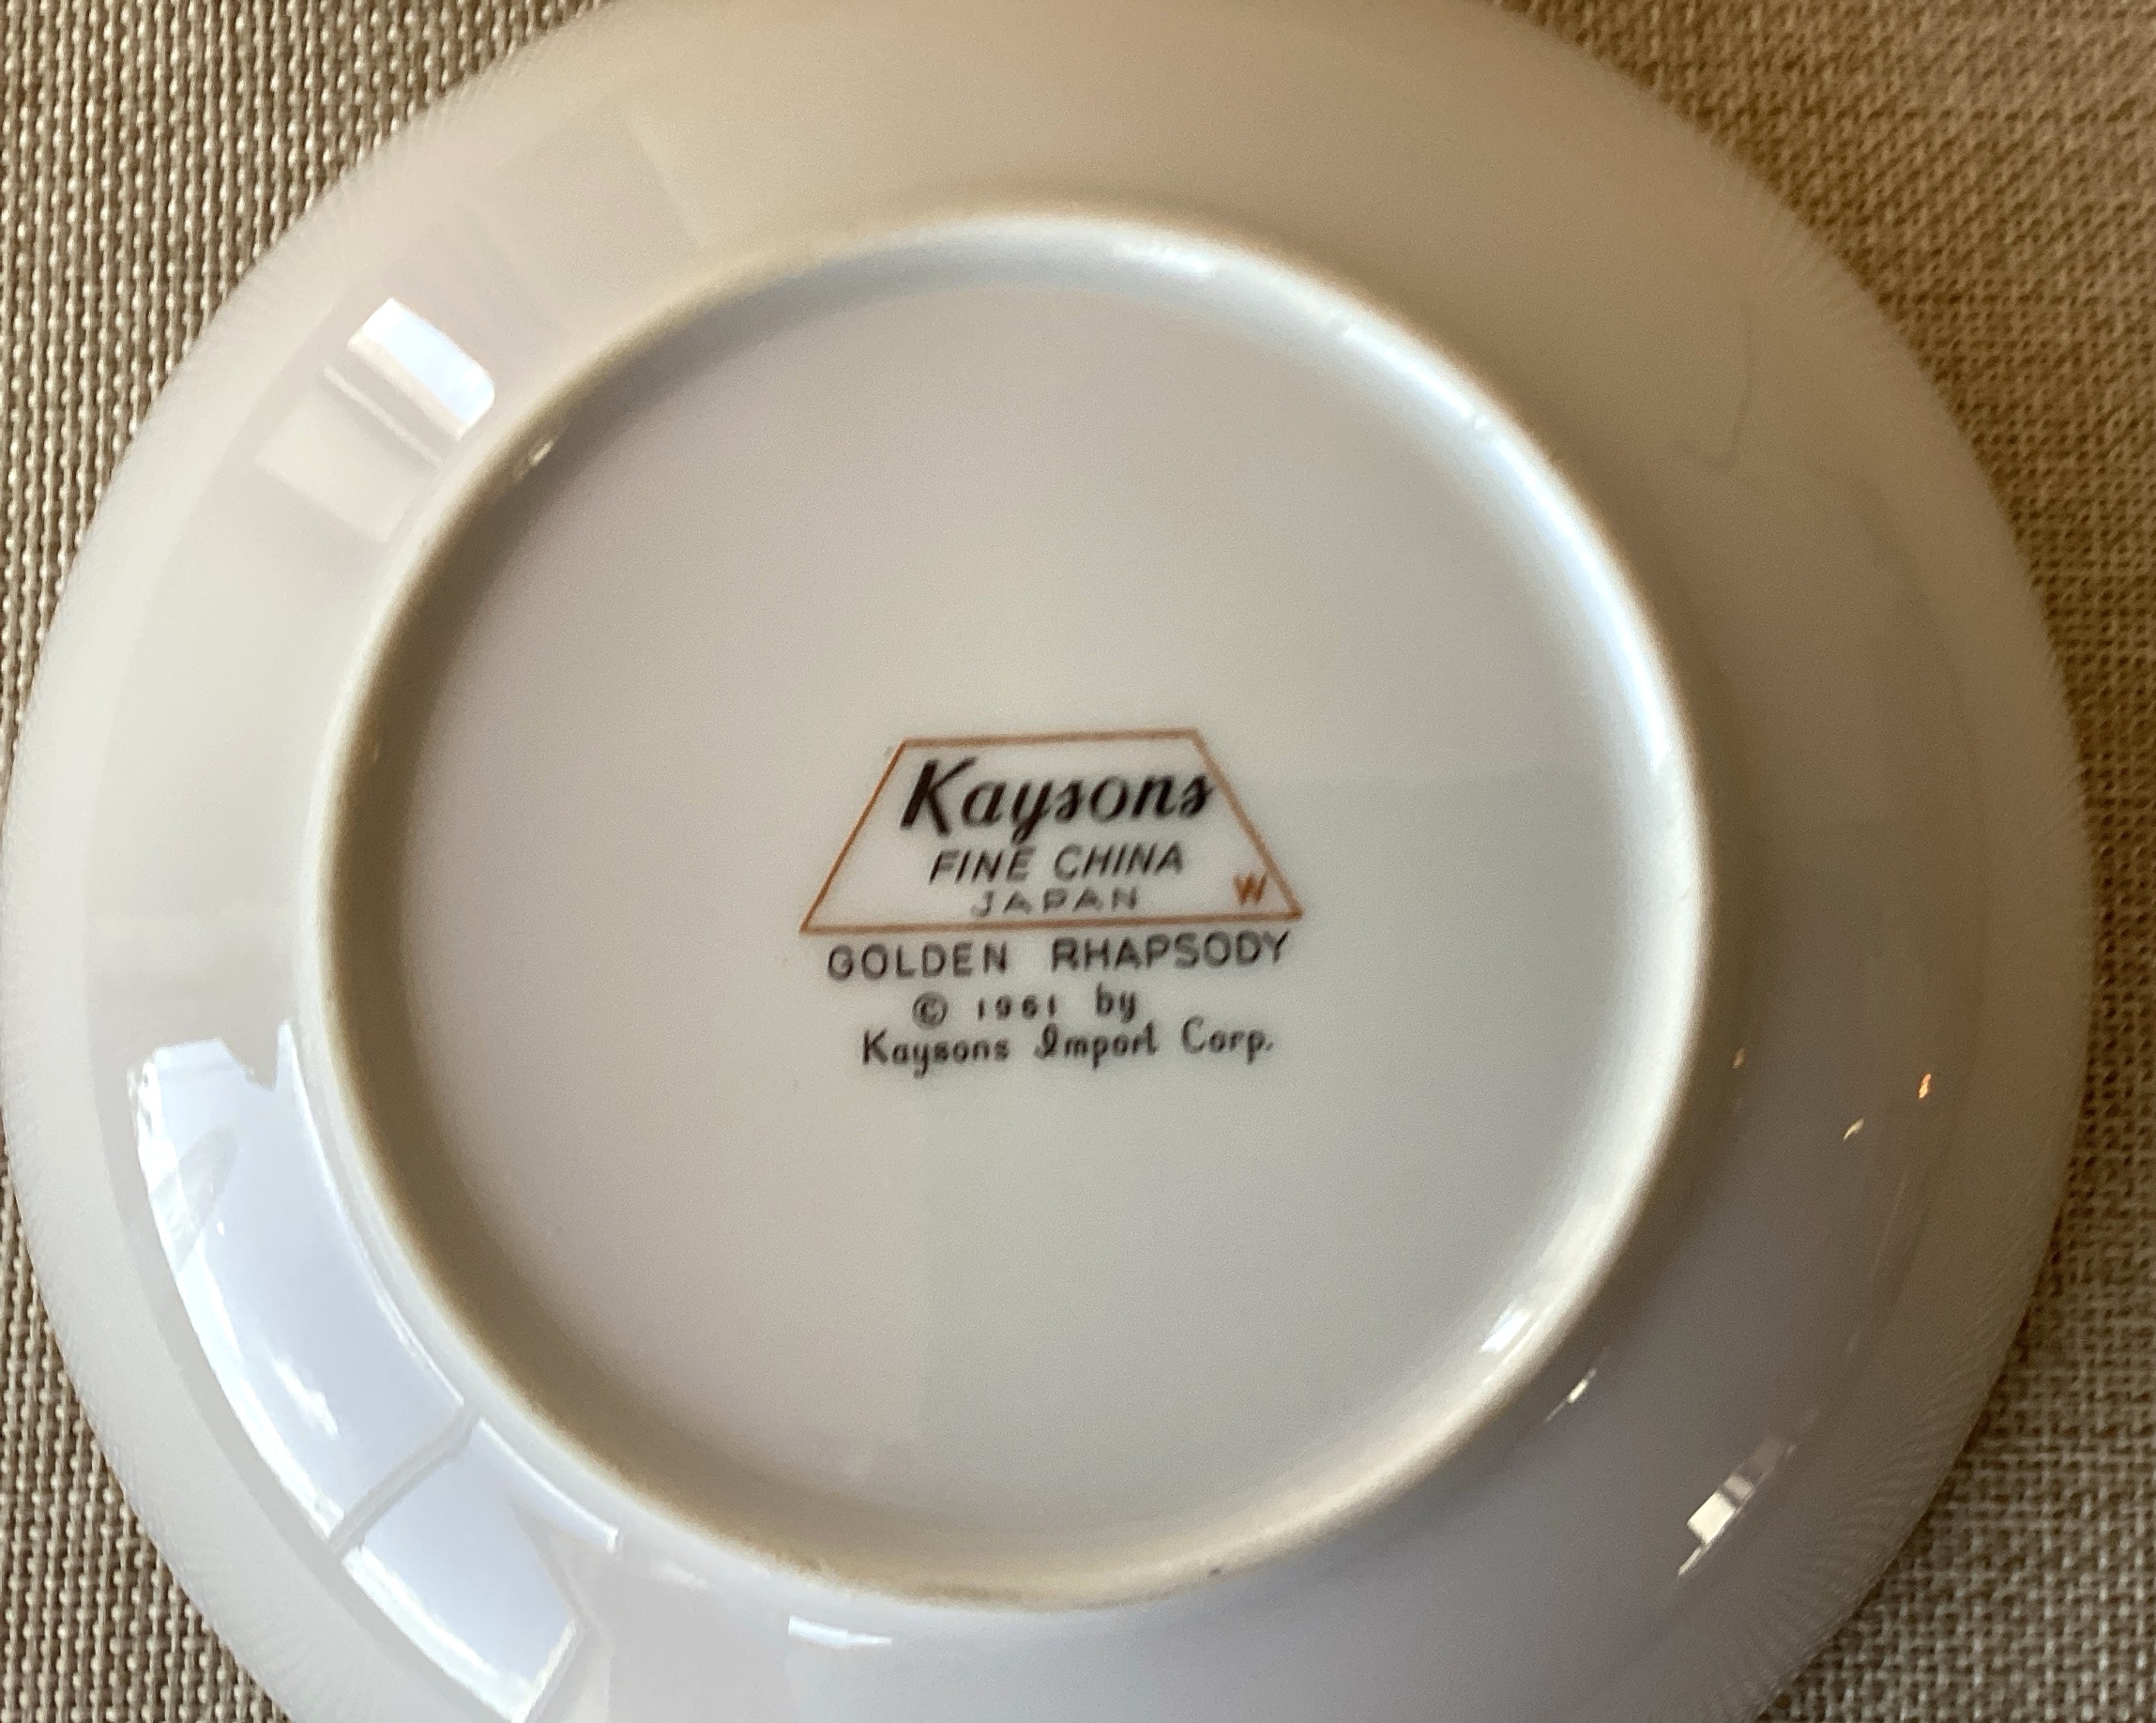 Kaysons
FINE CHINA
JAPAN
W
GOLDEN RHAPSODY
© 1961 by
Kaysons Import Corp.